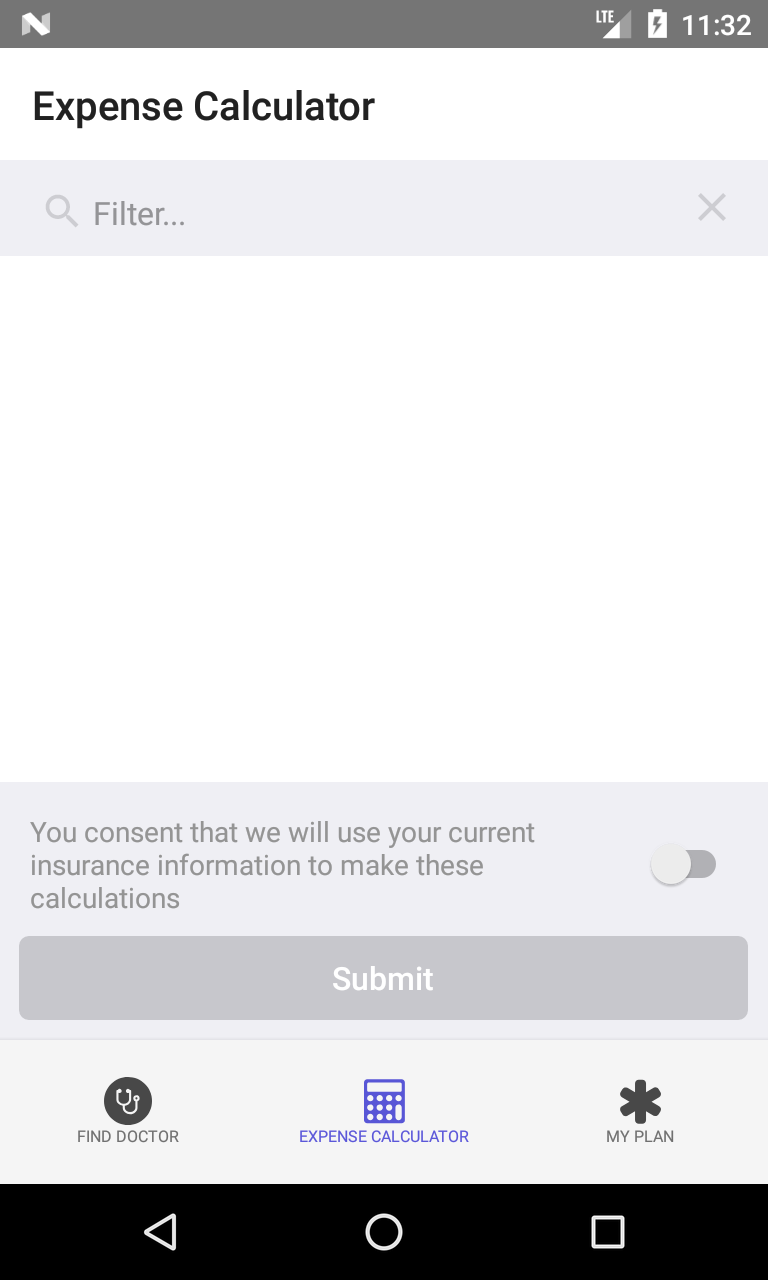 LTE 11:32
Expense Calculator
Filter...
You consent that we will use your current
insurance information to make these
calculations
Submit
FIND DOCTOR
EXPENSE CALCULATOR
MY PLAN